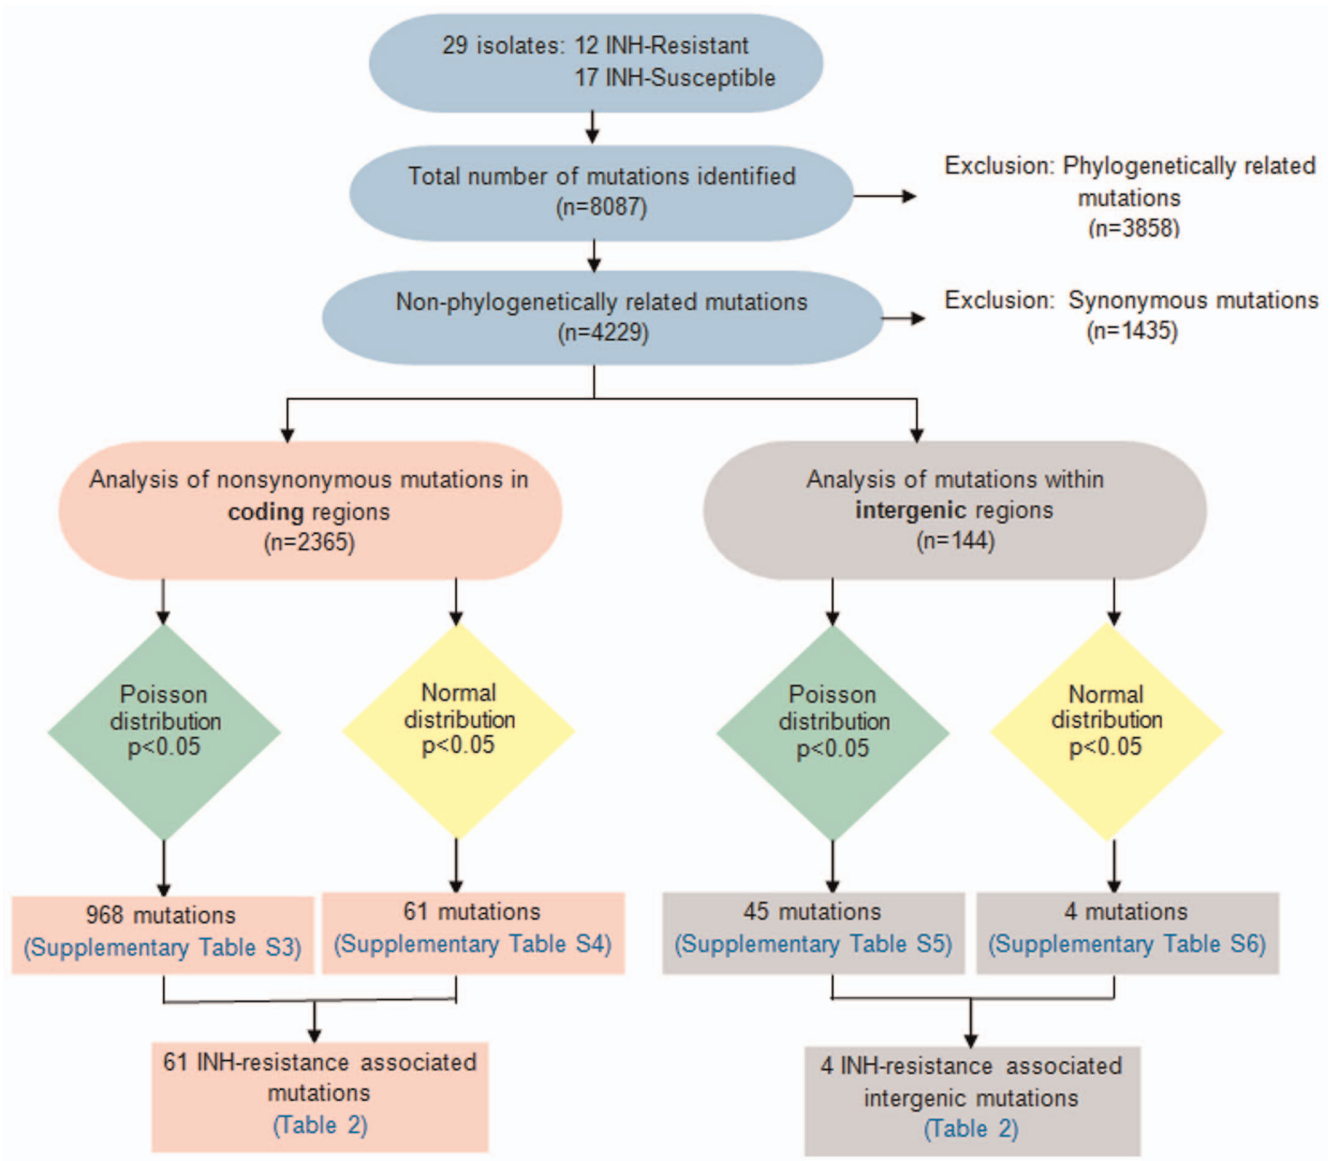 29 isolates: 12 INH-Resistant
17 INH-Susceptible
Total number of mutations identified
(n=8087)
Exclusion: Phylogenetically related
mutations
(n=3858)
Non-phylogenetically related mutations
(n=4229)
Exclusion: Synonymous mutations
(n=1435)
Analysis of nonsynonymous mutations in
coding regions
(n=2365)
Analysis of mutations within
intergenic regions
(n=144)
Poisson
distribution
p<0.05
Normal
distribution
p<0.05
Poisson
distribution
p<0.05
Normal
distribution
p<0.05
968 mutations
(Supplementary Table S3)
61 mutations
(Supplementary Table S4)
45 mutations
(Supplementary Table S5)
4 mutations
(Supplementary Table S6)
61 INH-resistance associated
mutations
(Table 2)
4 INH-resistance associated
intergenic mutations
(Table 2)